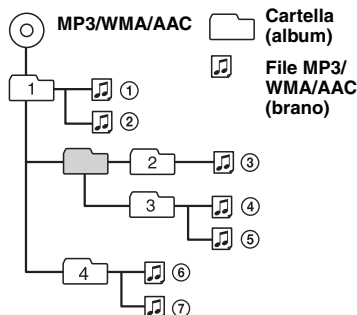 MP3/WMA/AAC
Cartella
(album)
File MP3/
WMA/AAC
(brano)
1
①
②
2
③
3
④
⑤
4
⑥
⑦